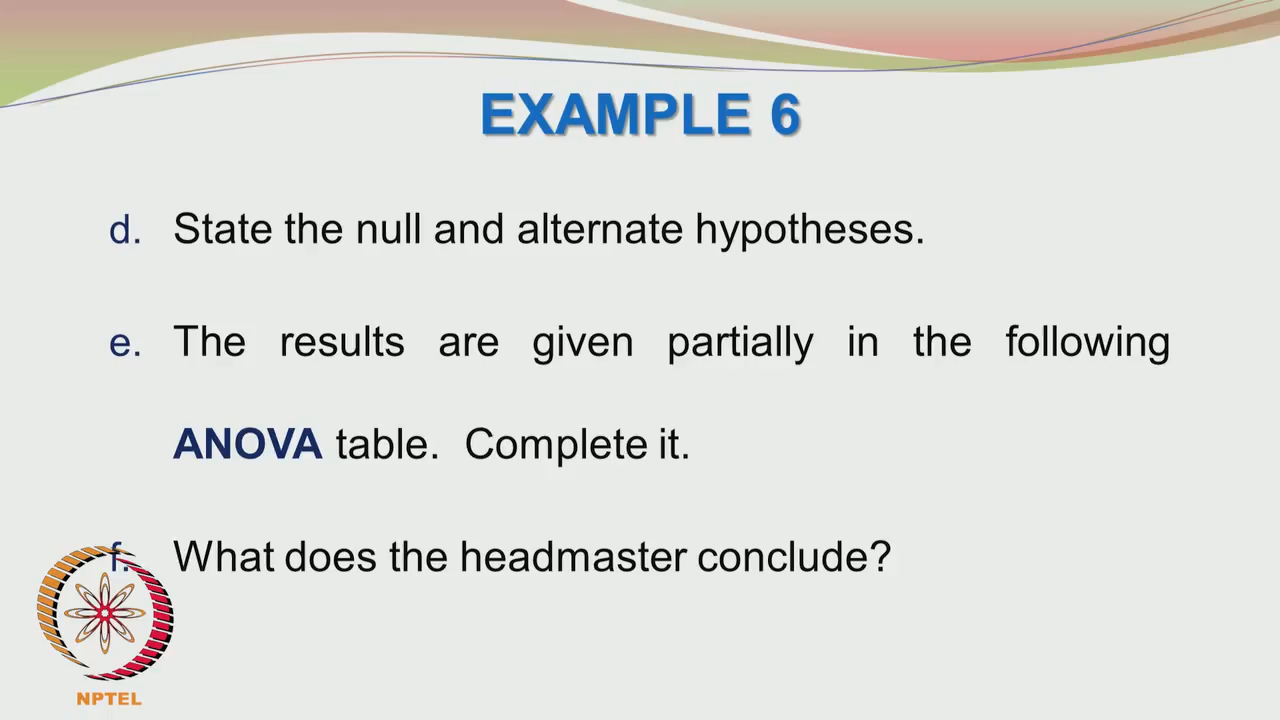 EXAMPLE 6
d. State the null and alternate hypotheses.
e. The results are given partially in the following
ANOVA table. Complete it.
f. What does the headmaster conclude?
NPTEL